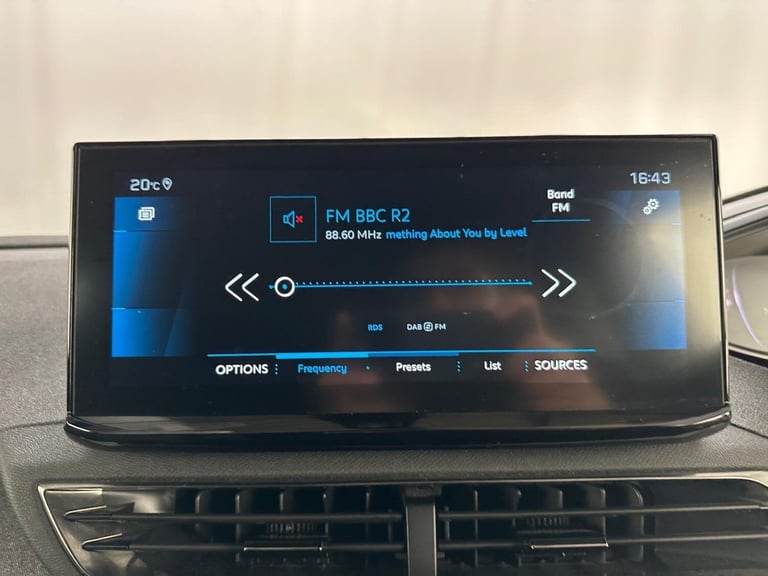 20°C 16:43
Band
FM
FM BBC R2
88.60 MHz mething About You by Level
RDS DAB FM
OPTIONS Frequency Presets List SOURCES